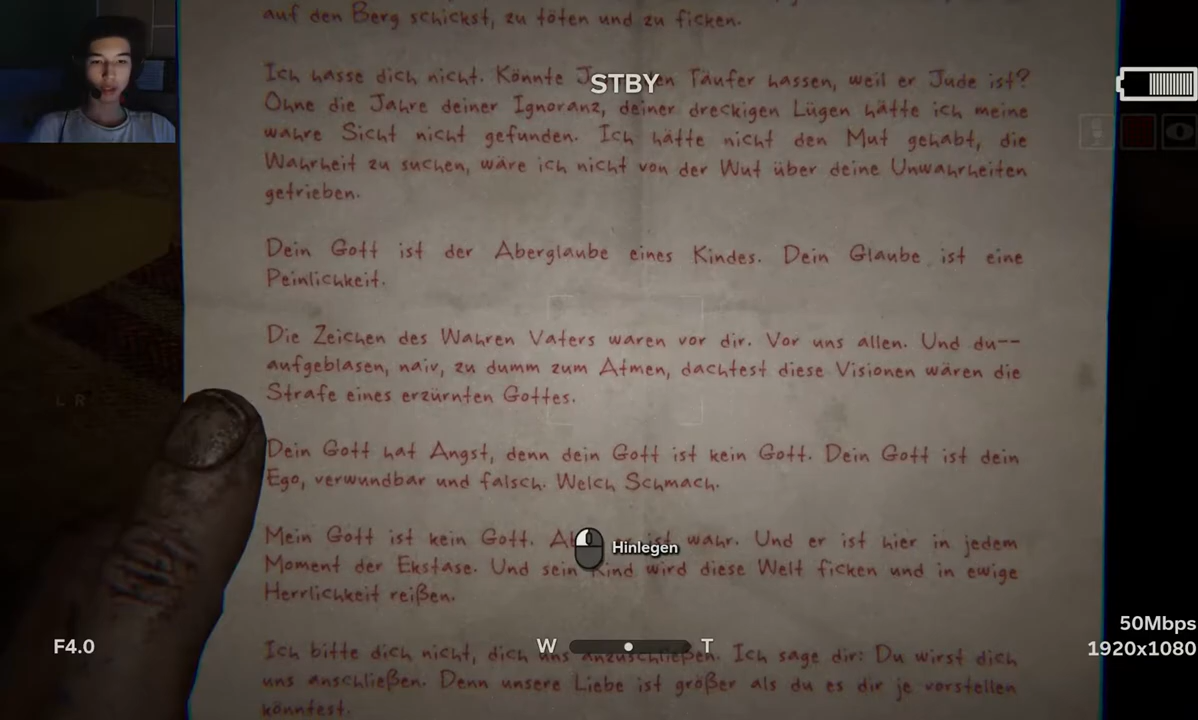 auf den Berg schickst, zu töten und zu ficken.
STBY
Ich hasse dich nicht. Könnte Täufer hassen, weil er Jude ist?
Ohne die Jahre deiner Ignoranz, deiner dreckigen Lügen hätte ich meine
wahre Sicht nicht gefunden. Ich hätte nicht den Mut gehabt, die
Wahrheit zu suchen, wäre ich nicht von der Wut über deine Unwahrheiten
getrieben.
Dein Gott ist der Aberglaube eines Kindes. Dein Glaube ist eine
Peinlichkeit.
Die Zeichen des Wahren Vaters waren vor dir. Vor uns allen. Und du--
aufgeblasen, naiv, zu dumm zum Atmen, dachtest diese Visionen wären die
Strafe eines erzürnten Gottes.
L R
Dein Gott hat Angst, denn dein Gott ist kein Gott. Dein Gott ist dein
Ego, verwundbar und falsch. Welch Schmach.
Mein Gott ist kein Gott. ist wahr. Und er ist hier in jedem
Hinlegen
Moment der Ekstase. Und sein Kind wird diese Welt ficken und in ewige
Herrlichkeit reißen.
50Mbps
1920x1080
F4.0
W T
Ich bitte dich nicht, dich uns anzuschließen. Ich sage dir: Du wirst dich
uns anschließen. Denn unsere Liebe ist größer als du es dir je vorstellen
könntest.